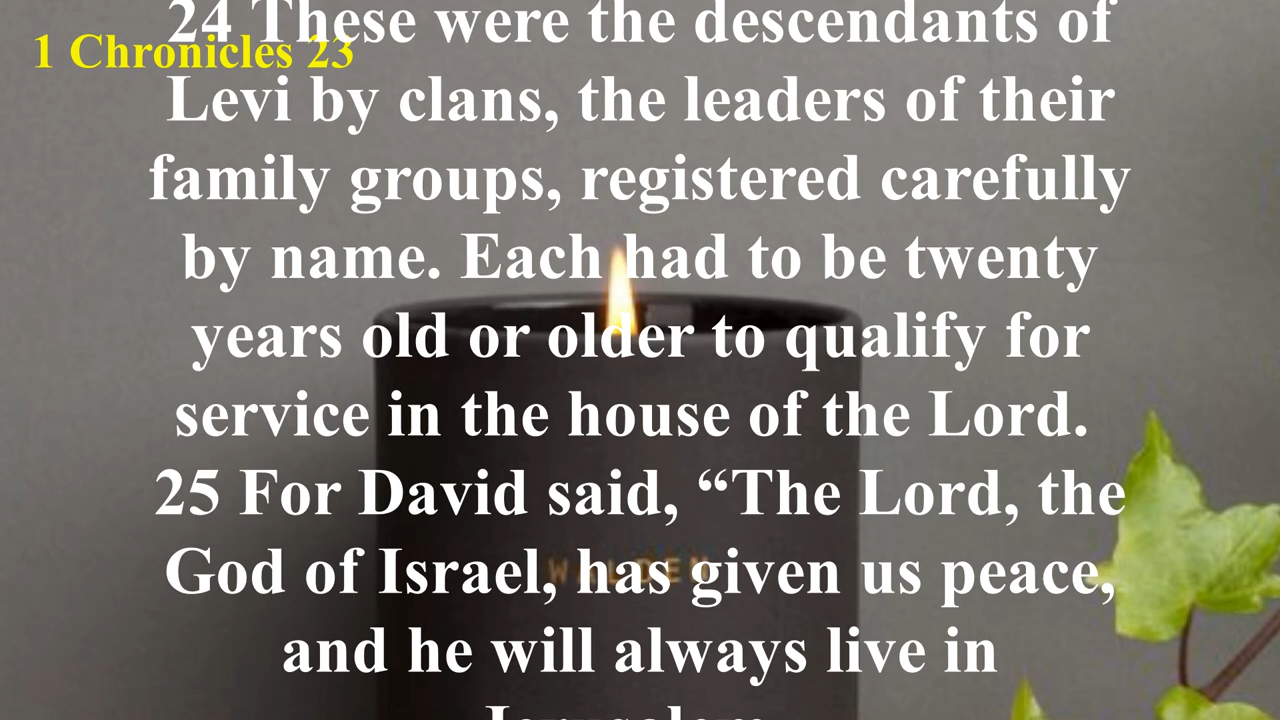 24 These were the descendants of
1 Chronicles 23
Levi by clans, the leaders of their
family groups, registered carefully
by name. Each had to be twenty
years old or older to qualify for
service in the house of the Lord.
25 For David said, “The Lord, the
God of Israel, has given us peace,
WALDEN
and he will always live in
Jerusalem.